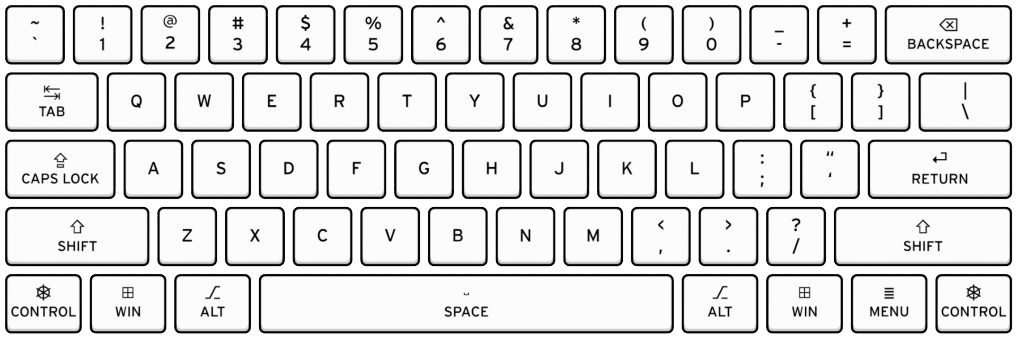 ~ ! @ # $ % ^ & * ( ) _ +
` 1 2 3 4 5 6 7 8 9 0 - = BACKSPACE
TAB Q W E R T Y U I O P { } |
[ ] \
CAPS LOCK A S D F G H J K L : “ RETURN
; ‘
SHIFT Z X C V B N M < > ? SHIFT
, . /
CONTROL WIN ALT SPACE ALT WIN MENU CONTROL